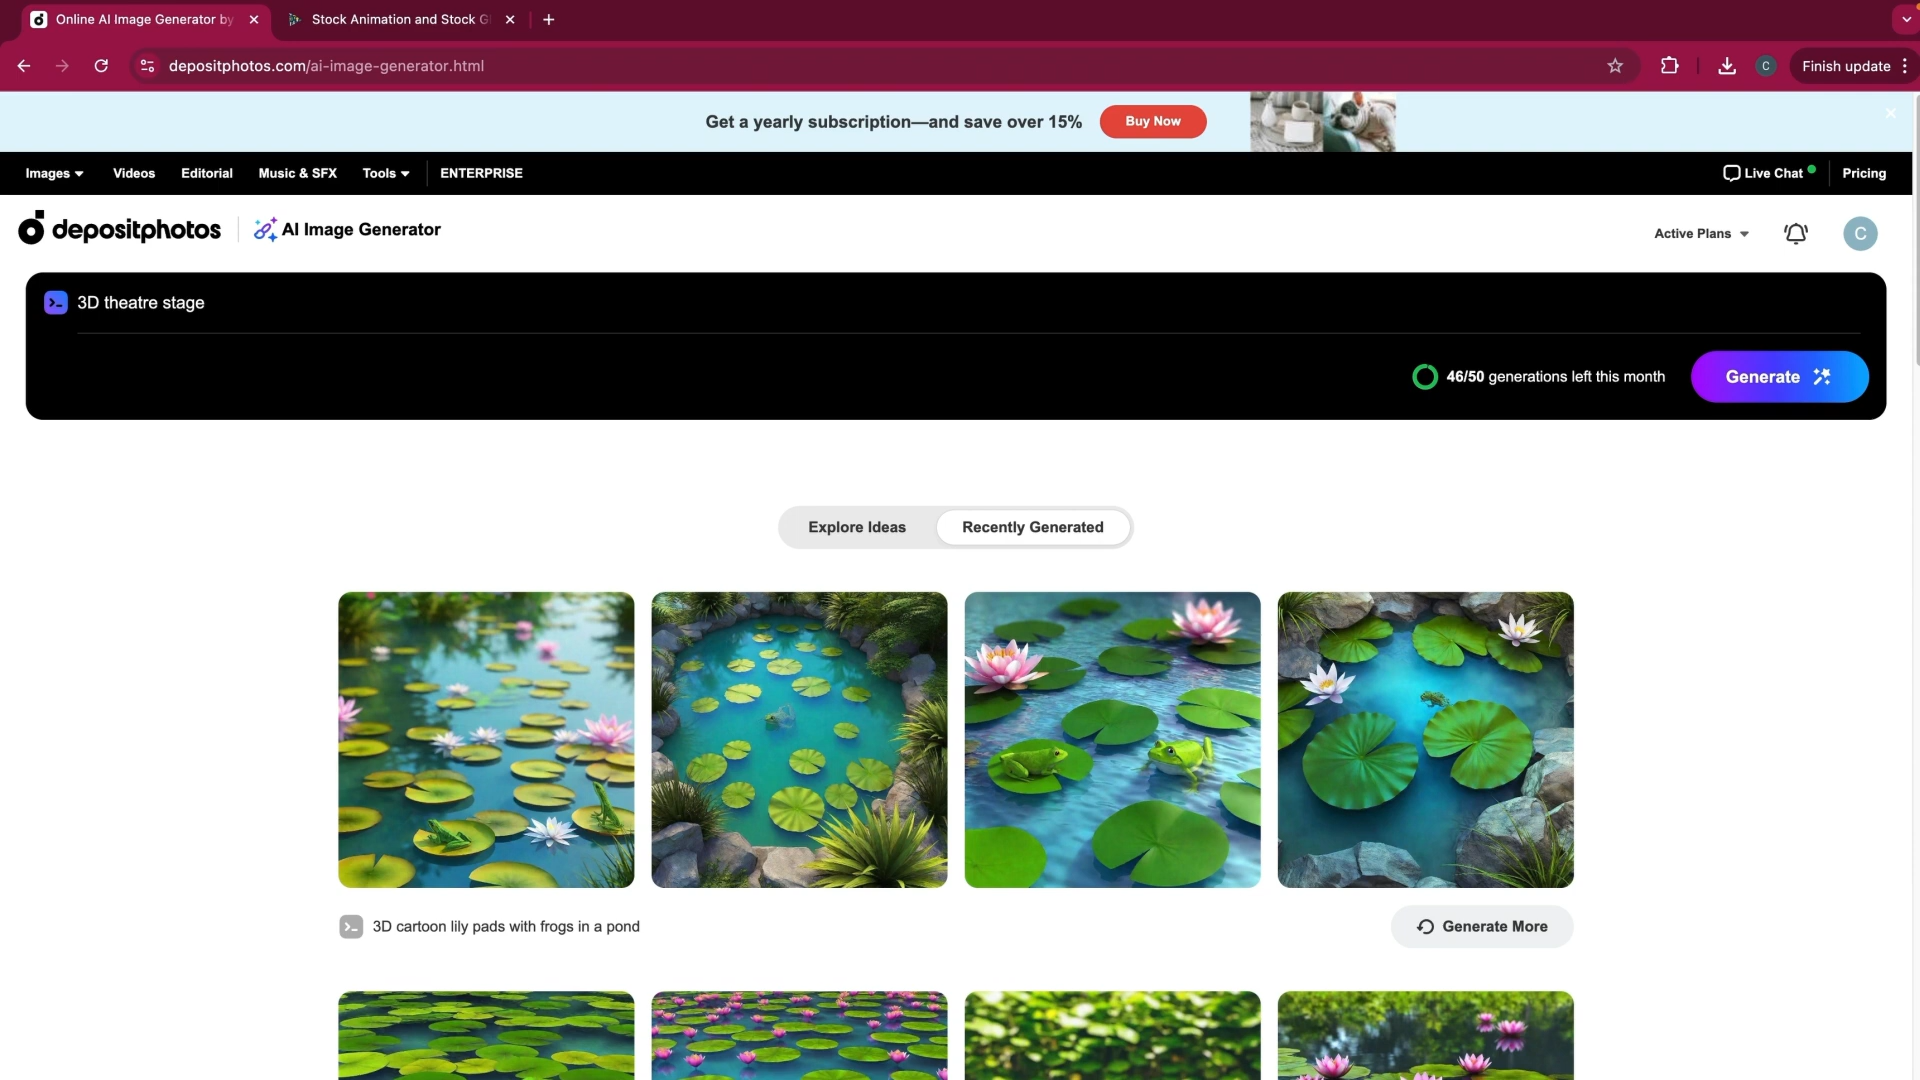 Online AI Image Generator by
Stock Animation and Stock G
depositphotos.com/ai-image-generator.html
C
Finish update
Get a yearly subscription—and save over 15%
Buy Now
Images
Videos
Editorial
Music & SFX
Tools
ENTERPRISE
Live Chat
Pricing
depositphotos
AI Image Generator
Active Plans
C
3D theatre stage
46/50 generations left this month
Generate
Explore Ideas
Recently Generated
3D cartoon lily pads with frogs in a pond
Generate More